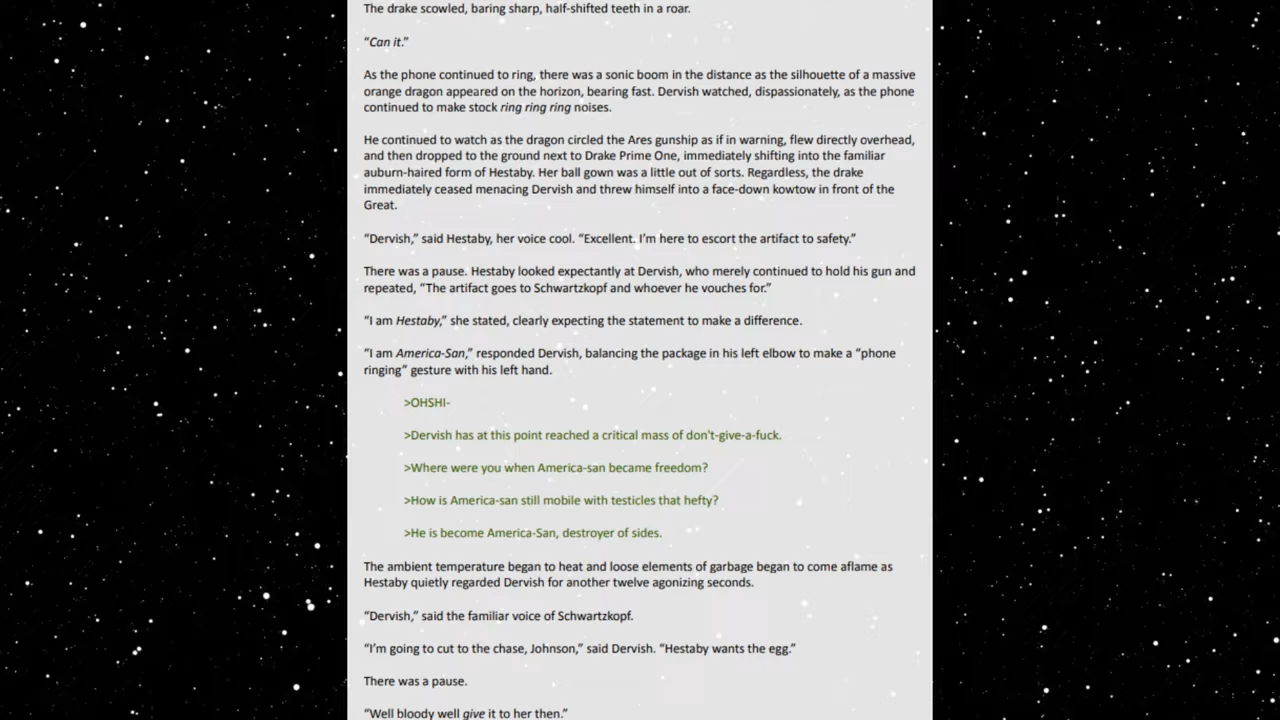 The drake scowled, baring sharp, half-shifted teeth in a roar.
“Can it.”
As the phone continued to ring, there was a sonic boom in the distance as the silhouette of a massive
orange dragon appeared on the horizon, bearing fast. Dervish watched, dispassionately, as the phone
continued to make stock ring ring ring noises.
He continued to watch as the dragon circled the Ares gunship as if in warning, flew directly overhead,
and then dropped to the ground next to Drake Prime One, immediately shifting into the familiar
auburn-haired form of Hestaby. Her ball gown was a little out of sorts. Regardless, the drake
immediately ceased menacing Dervish and threw himself into a face-down kowtow in front of the
Great.
“Dervish,” said Hestaby, her voice cool. “Excellent. I’m here to escort the artifact to safety.”
There was a pause. Hestaby looked expectantly at Dervish, who merely continued to hold his gun and
repeated, “The artifact goes to Schwartzkopf and whoever he vouches for.”
“I am Hestaby,” she stated, clearly expecting the statement to make a difference.
“I am America-San,” responded Dervish, balancing the package in his left elbow to make a “phone
ringing” gesture with his left hand.
>OHSHI-
>Dervish has at this point reached a critical mass of don’t-give-a-fuck.
>Where were you when America-san became freedom?
>How is America-san still mobile with testicles that hefty?
>He is become America-San, destroyer of sides.
The ambient temperature began to heat and loose elements of garbage began to come aflame as
Hestaby quietly regarded Dervish for another twelve agonizing seconds.
“Dervish,” said the familiar voice of Schwartzkopf.
“I’m going to cut to the chase, Johnson,” said Dervish. “Hestaby wants the egg.”
There was a pause.
“Well bloody well give it to her then.”